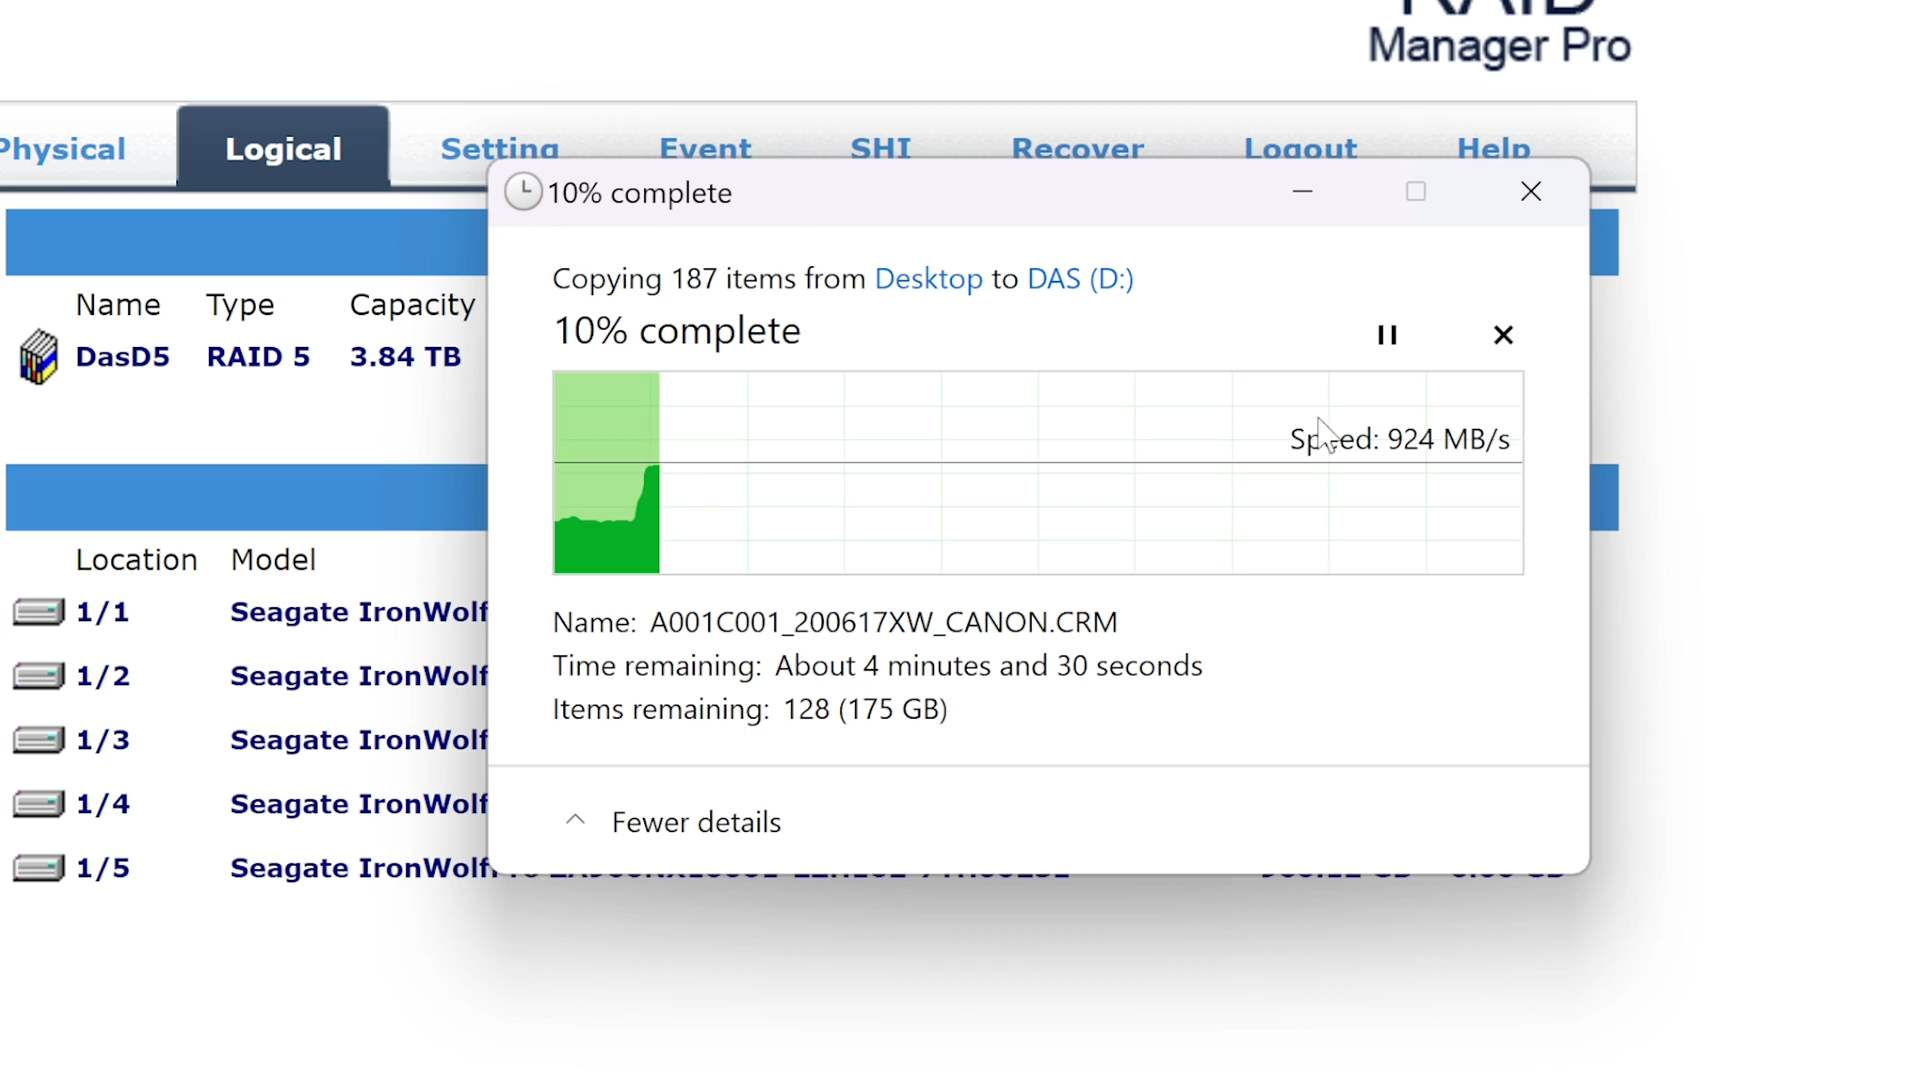 Manager Pro
Physical Logical Setting Event SHI Recover Logout Help
10% complete
Copying 187 items from Desktop to DAS (D:)
10% complete
Name Type Capacity
DasD5 RAID 5 3.84 TB
Speed: 924 MB/s
Location Model
1/1 Seagate IronWolf
1/2 Seagate IronWolf
1/3 Seagate IronWolf
1/4 Seagate IronWolf
1/5 Seagate IronWolf
Name: A001C001_200617XW_CANON.CRM
Time remaining: About 4 minutes and 30 seconds
Items remaining: 128 (175 GB)
Fewer details